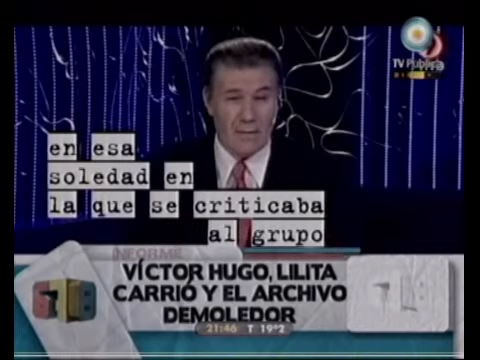 TV Pública
en esa
soledad en
la que se criticaba
al grupo
INFORME
VÍCTOR HUGO, LILITA
CARRIÓ Y EL ARCHIVO
DEMOLEDOR
21:46 T 19°2